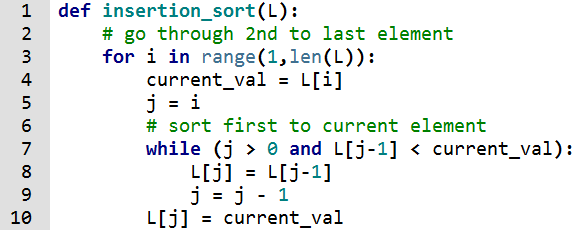 1 def insertion_sort(L):
2     # go through 2nd to last element
3     for i in range(1,len(L)):
4         current_val = L[i]
5         j = i
6         # sort first to current element
7         while (j > 0 and L[j-1] < current_val):
8             L[j] = L[j-1]
9             j = j - 1
10         L[j] = current_val